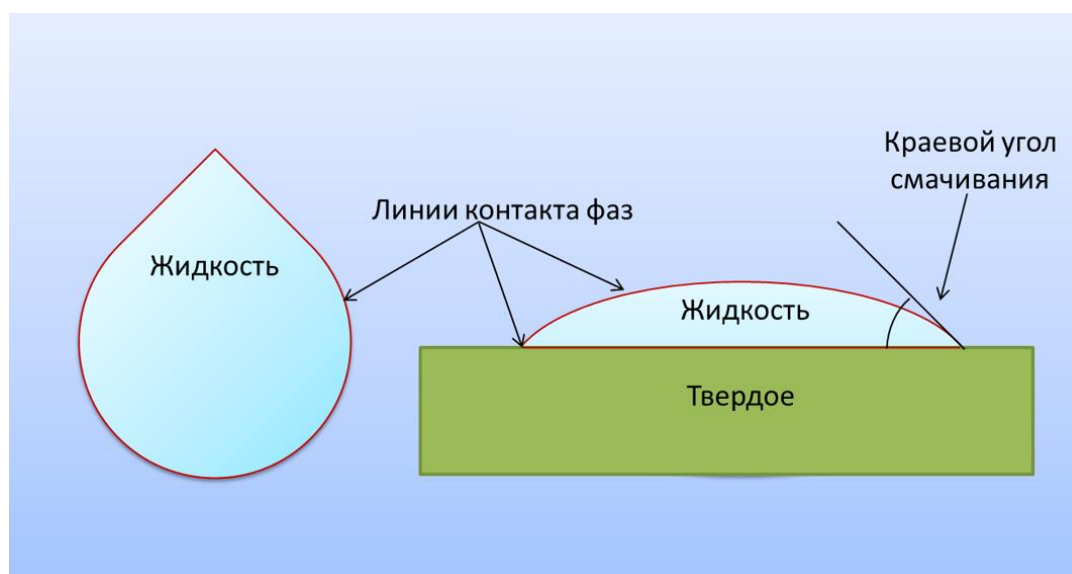 Краевой угол
смачивания
Линии контакта фаз
Жидкость
Жидкость
Твердое